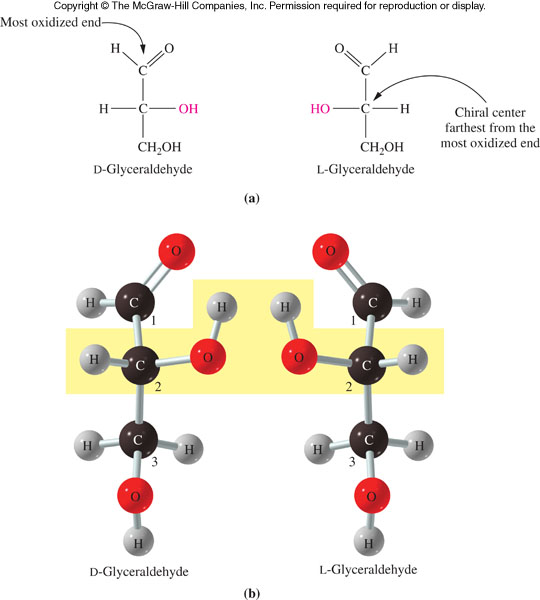 Copyright © The McGraw-Hill Companies, Inc. Permission required for reproduction or display.
Most oxidized end
H O
C
H C OH
CH₂OH
D-Glyceraldehyde
O H
C
HO C H
CH₂OH
L-Glyceraldehyde
Chiral center
farthest from the
most oxidized end
(a)
O
H C
1
H
H C O
2
C
3
H H
O
H
D-Glyceraldehyde
O
C H
1
H
O C H
2
C
3
H H
O
H
L-Glyceraldehyde
(b)